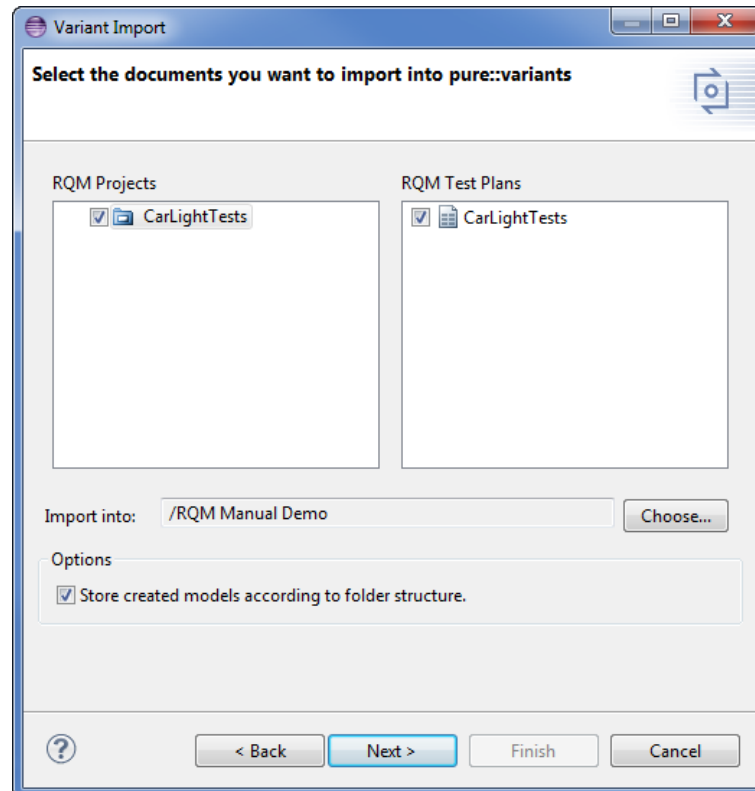 Variant Import
Select the documents you want to import into pure::variants
RQM Projects
RQM Test Plans
CarLightTests
CarLightTests
Import into:
/RQM Manual Demo
Choose...
Options
Store created models according to folder structure.
?
< Back
Next >
Finish
Cancel